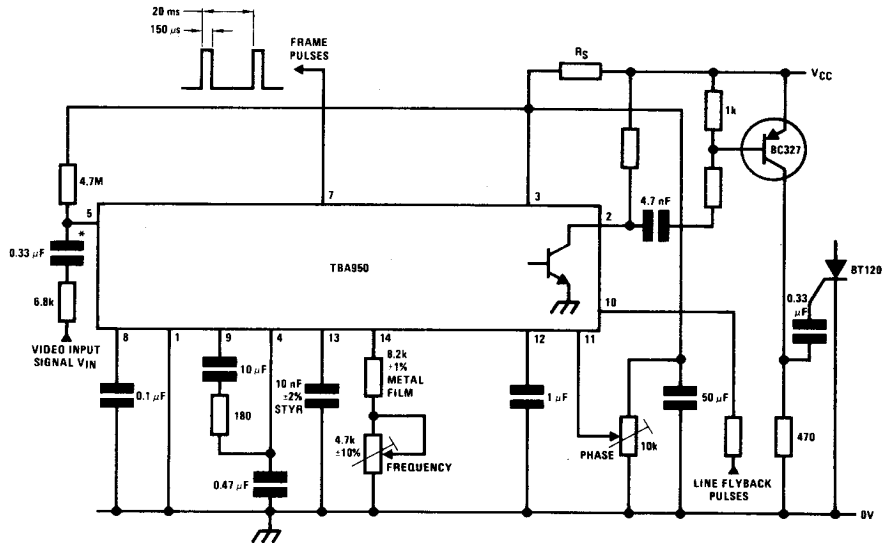 20 ms
150 μs
FRAME
PULSES
RS
VCC
1k
BC327
4.7M
7
3
5
2
4.7 nF
*
0.33 μF
TBA950
BT120
10
0.33
μF
6.8k
VIDEO INPUT
SIGNAL VIN
8
1
9
4
13
14
12
11
0.1 μF
10 μF
180
10 nF
±2%
STYR
8.2k
±1%
METAL
FILM
1 μF
50 μF
4.7k
±10%
FREQUENCY
PHASE
10k
470
0.47 μF
LINE FLYBACK
PULSES
0V